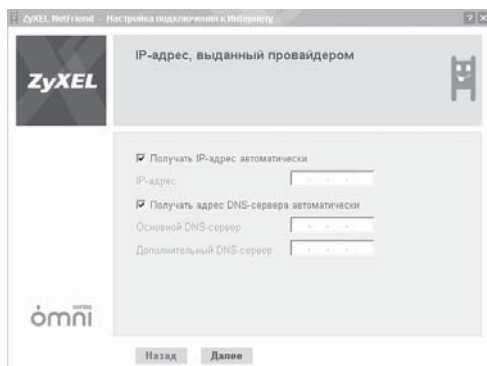 ZyXEL NetFriend - Настройка подключения к Интернету
ZyXEL
IP-адрес, выданный провайдером
Получать IP-адрес автоматически
IP-адрес
Получать адрес DNS-сервера автоматически
Основной DNS-сервер
Дополнительный DNS-сервер
omni
Назад
Далее